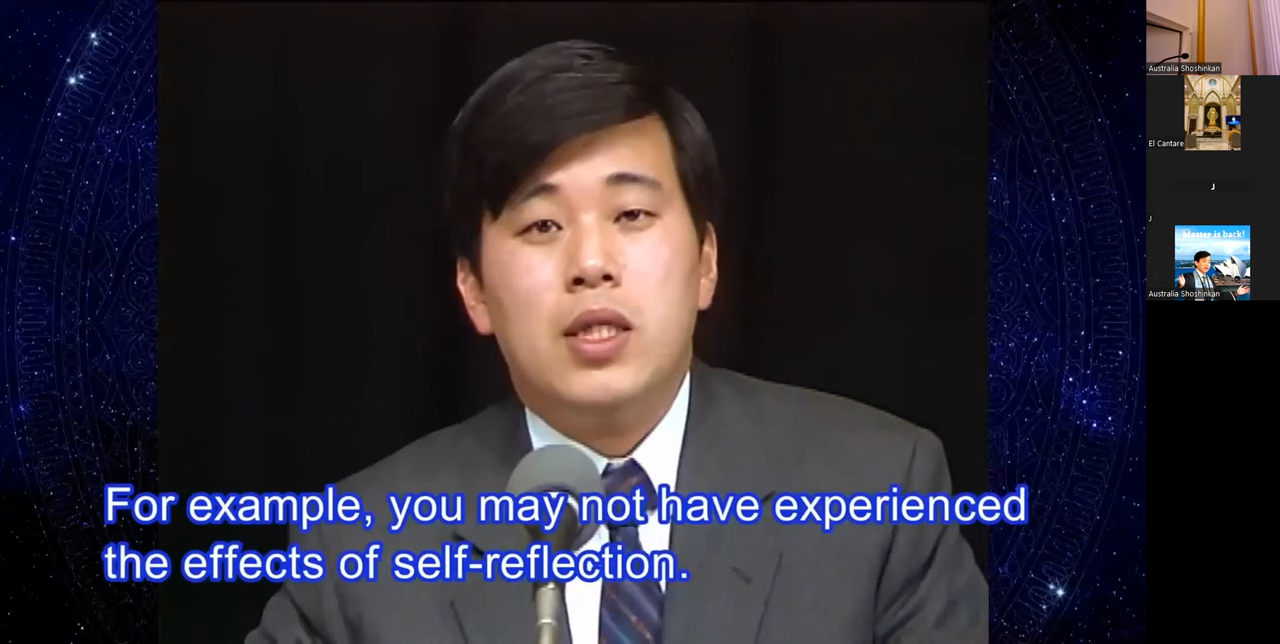 For example, you may not have experienced
the effects of self-reflection.
Australia Shoshinkan
El Cantare
J
J
Master is back!
Australia Shoshinkan